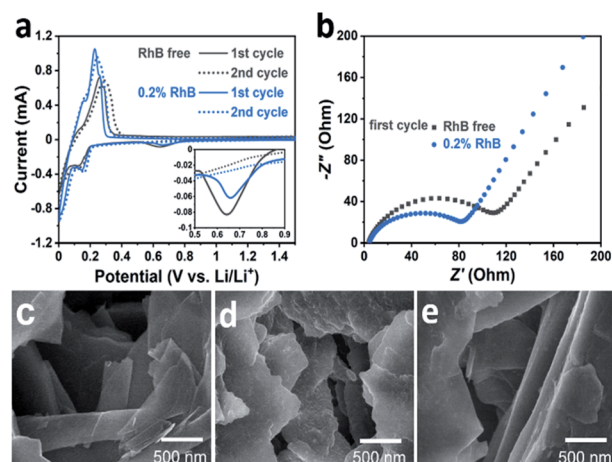 a
RhB free
1st cycle
2nd cycle
0.2% RhB
1st cycle
2nd cycle
Current (mA)
1.2
0.8
0.4
0.0
-0.4
-0.8
-1.2
0.00
-0.02
-0.04
-0.06
-0.08
-0.1
0.5 0.6 0.7 0.8 0.9
0 0.2 0.4 0.6 0.8 1.0 1.2 1.4
Potential (V vs. Li/Li⁺)
b
-Z″ (Ohm)
200
160
120
80
40
0
first cycle
RhB free
0.2% RhB
0 40 80 120 160 200
Z′ (Ohm)
c
500 nm
d
500 nm
e
500 nm